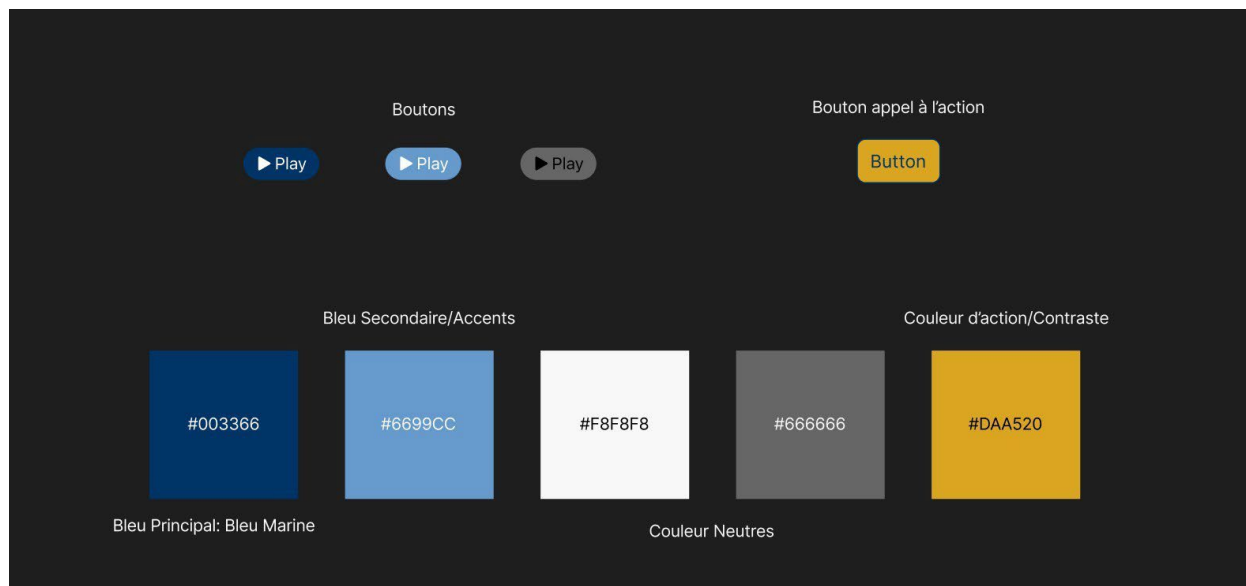 Boutons
Bouton appel à l'action
Play
Play
Play
Button
Bleu Secondaire/Accents
Couleur d'action/Contraste
#003366
#6699CC
#F8F8F8
#666666
#DAA520
Bleu Principal: Bleu Marine
Couleur Neutres